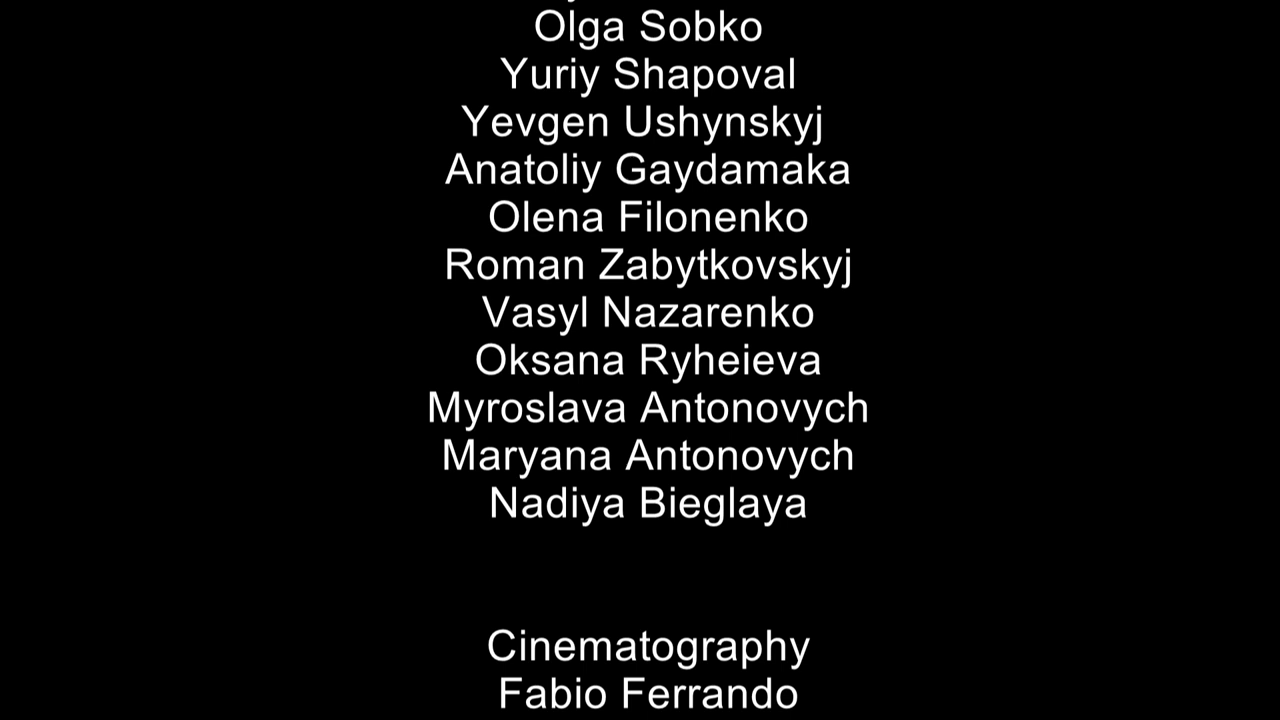 Olga Sobko
Yuriy Shapoval
Yevgen Ushynskyj
Anatoliy Gaydamaka
Olena Filonenko
Roman Zabytkovskyj
Vasyl Nazarenko
Oksana Ryheieva
Myroslava Antonovych
Maryana Antonovych
Nadiya Bieglaya
Cinematography
Fabio Ferrando